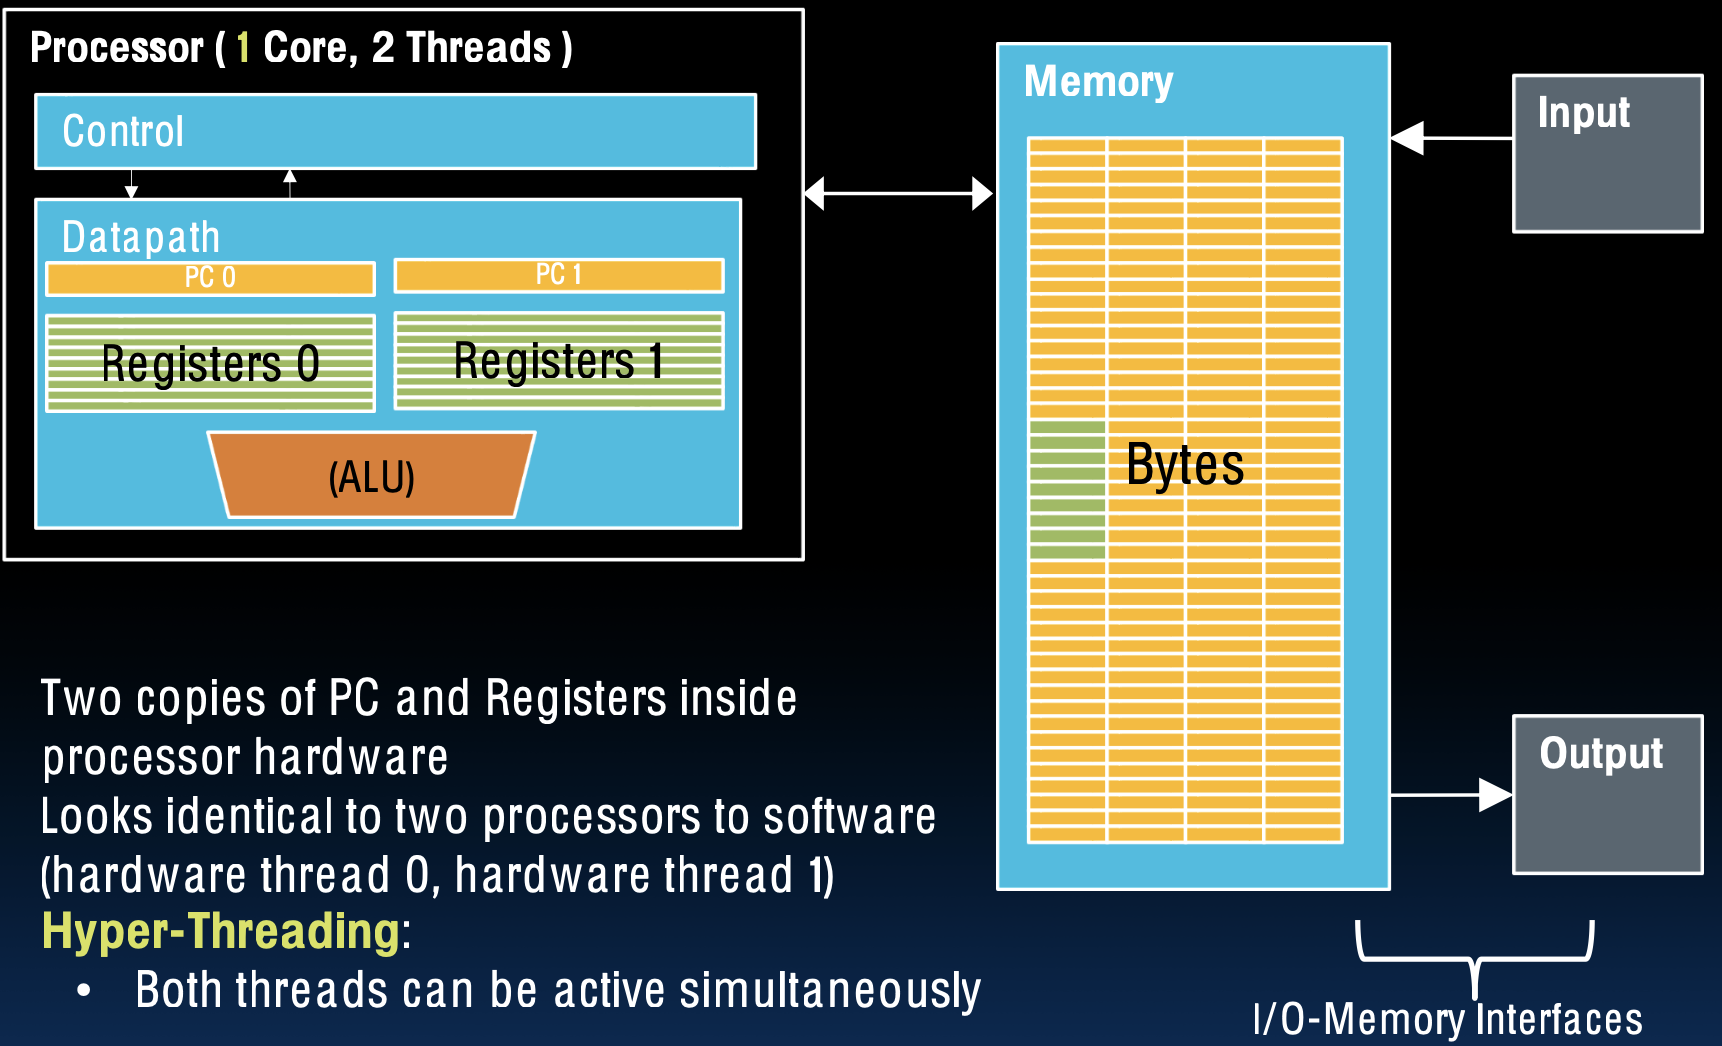 Processor ( 1 Core, 2 Threads )
Control
Datapath
PC 0
PC 1
Registers 0
Registers 1
(ALU)
Memory
Bytes
Input
Output
I/O-Memory Interfaces
Two copies of PC and Registers inside
processor hardware
Looks identical to two processors to software
(hardware thread 0, hardware thread 1)
Hyper-Threading:
• Both threads can be active simultaneously